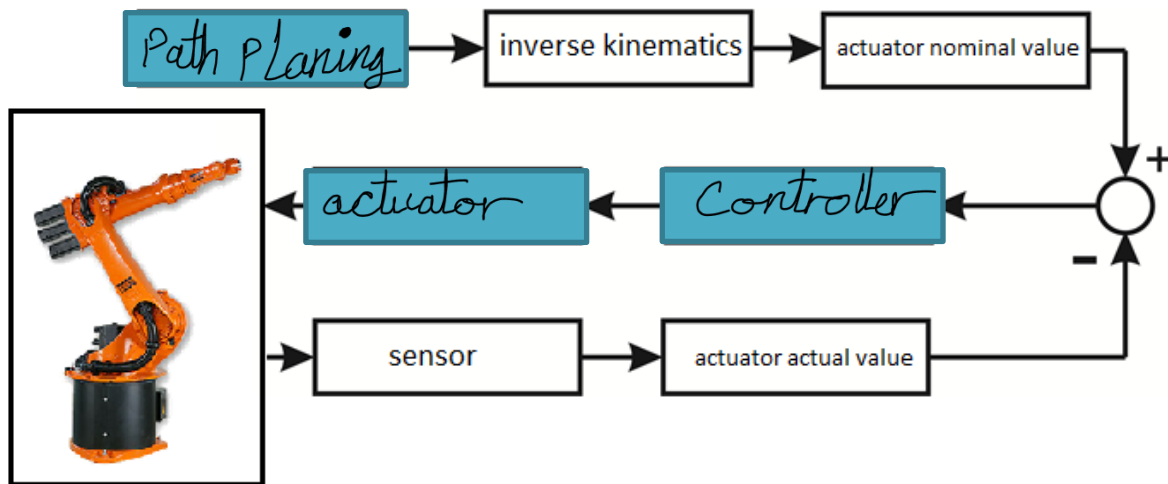 Path Planing
inverse kinematics
actuator nominal value
+
actuator
Controller
-
sensor
actuator actual value